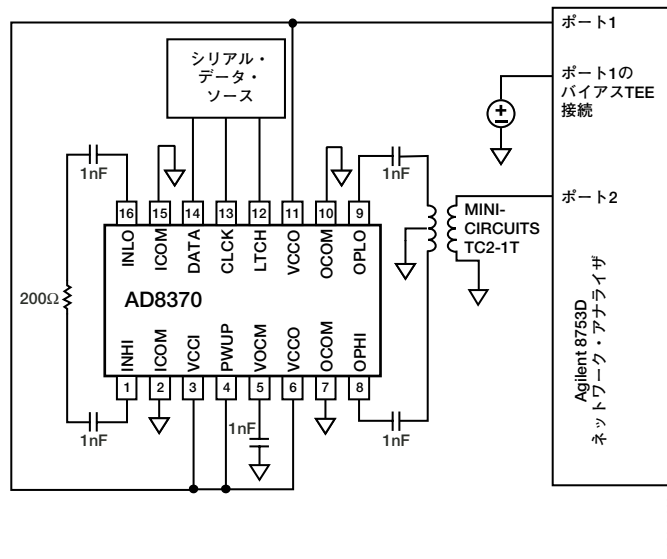 ポート1
シリアル・
データ・
ソース
ポート1の
バイアスTEE
接続
1nF
1nF
16
15
14
13
12
11
10
9
ポート2
INLO
ICOM
DATA
CLCK
LTCH
VCCO
OCOM
OPLO
MINI-
CIRCUITS
TC2-1T
200Ω
AD8370
Agilent 8753D
ネットワーク・アナライザ
INHI
ICOM
VCCI
PWUP
VOCM
VCCO
OCOM
OPHI
1
2
3
4
5
6
7
8
1nF
1nF
1nF